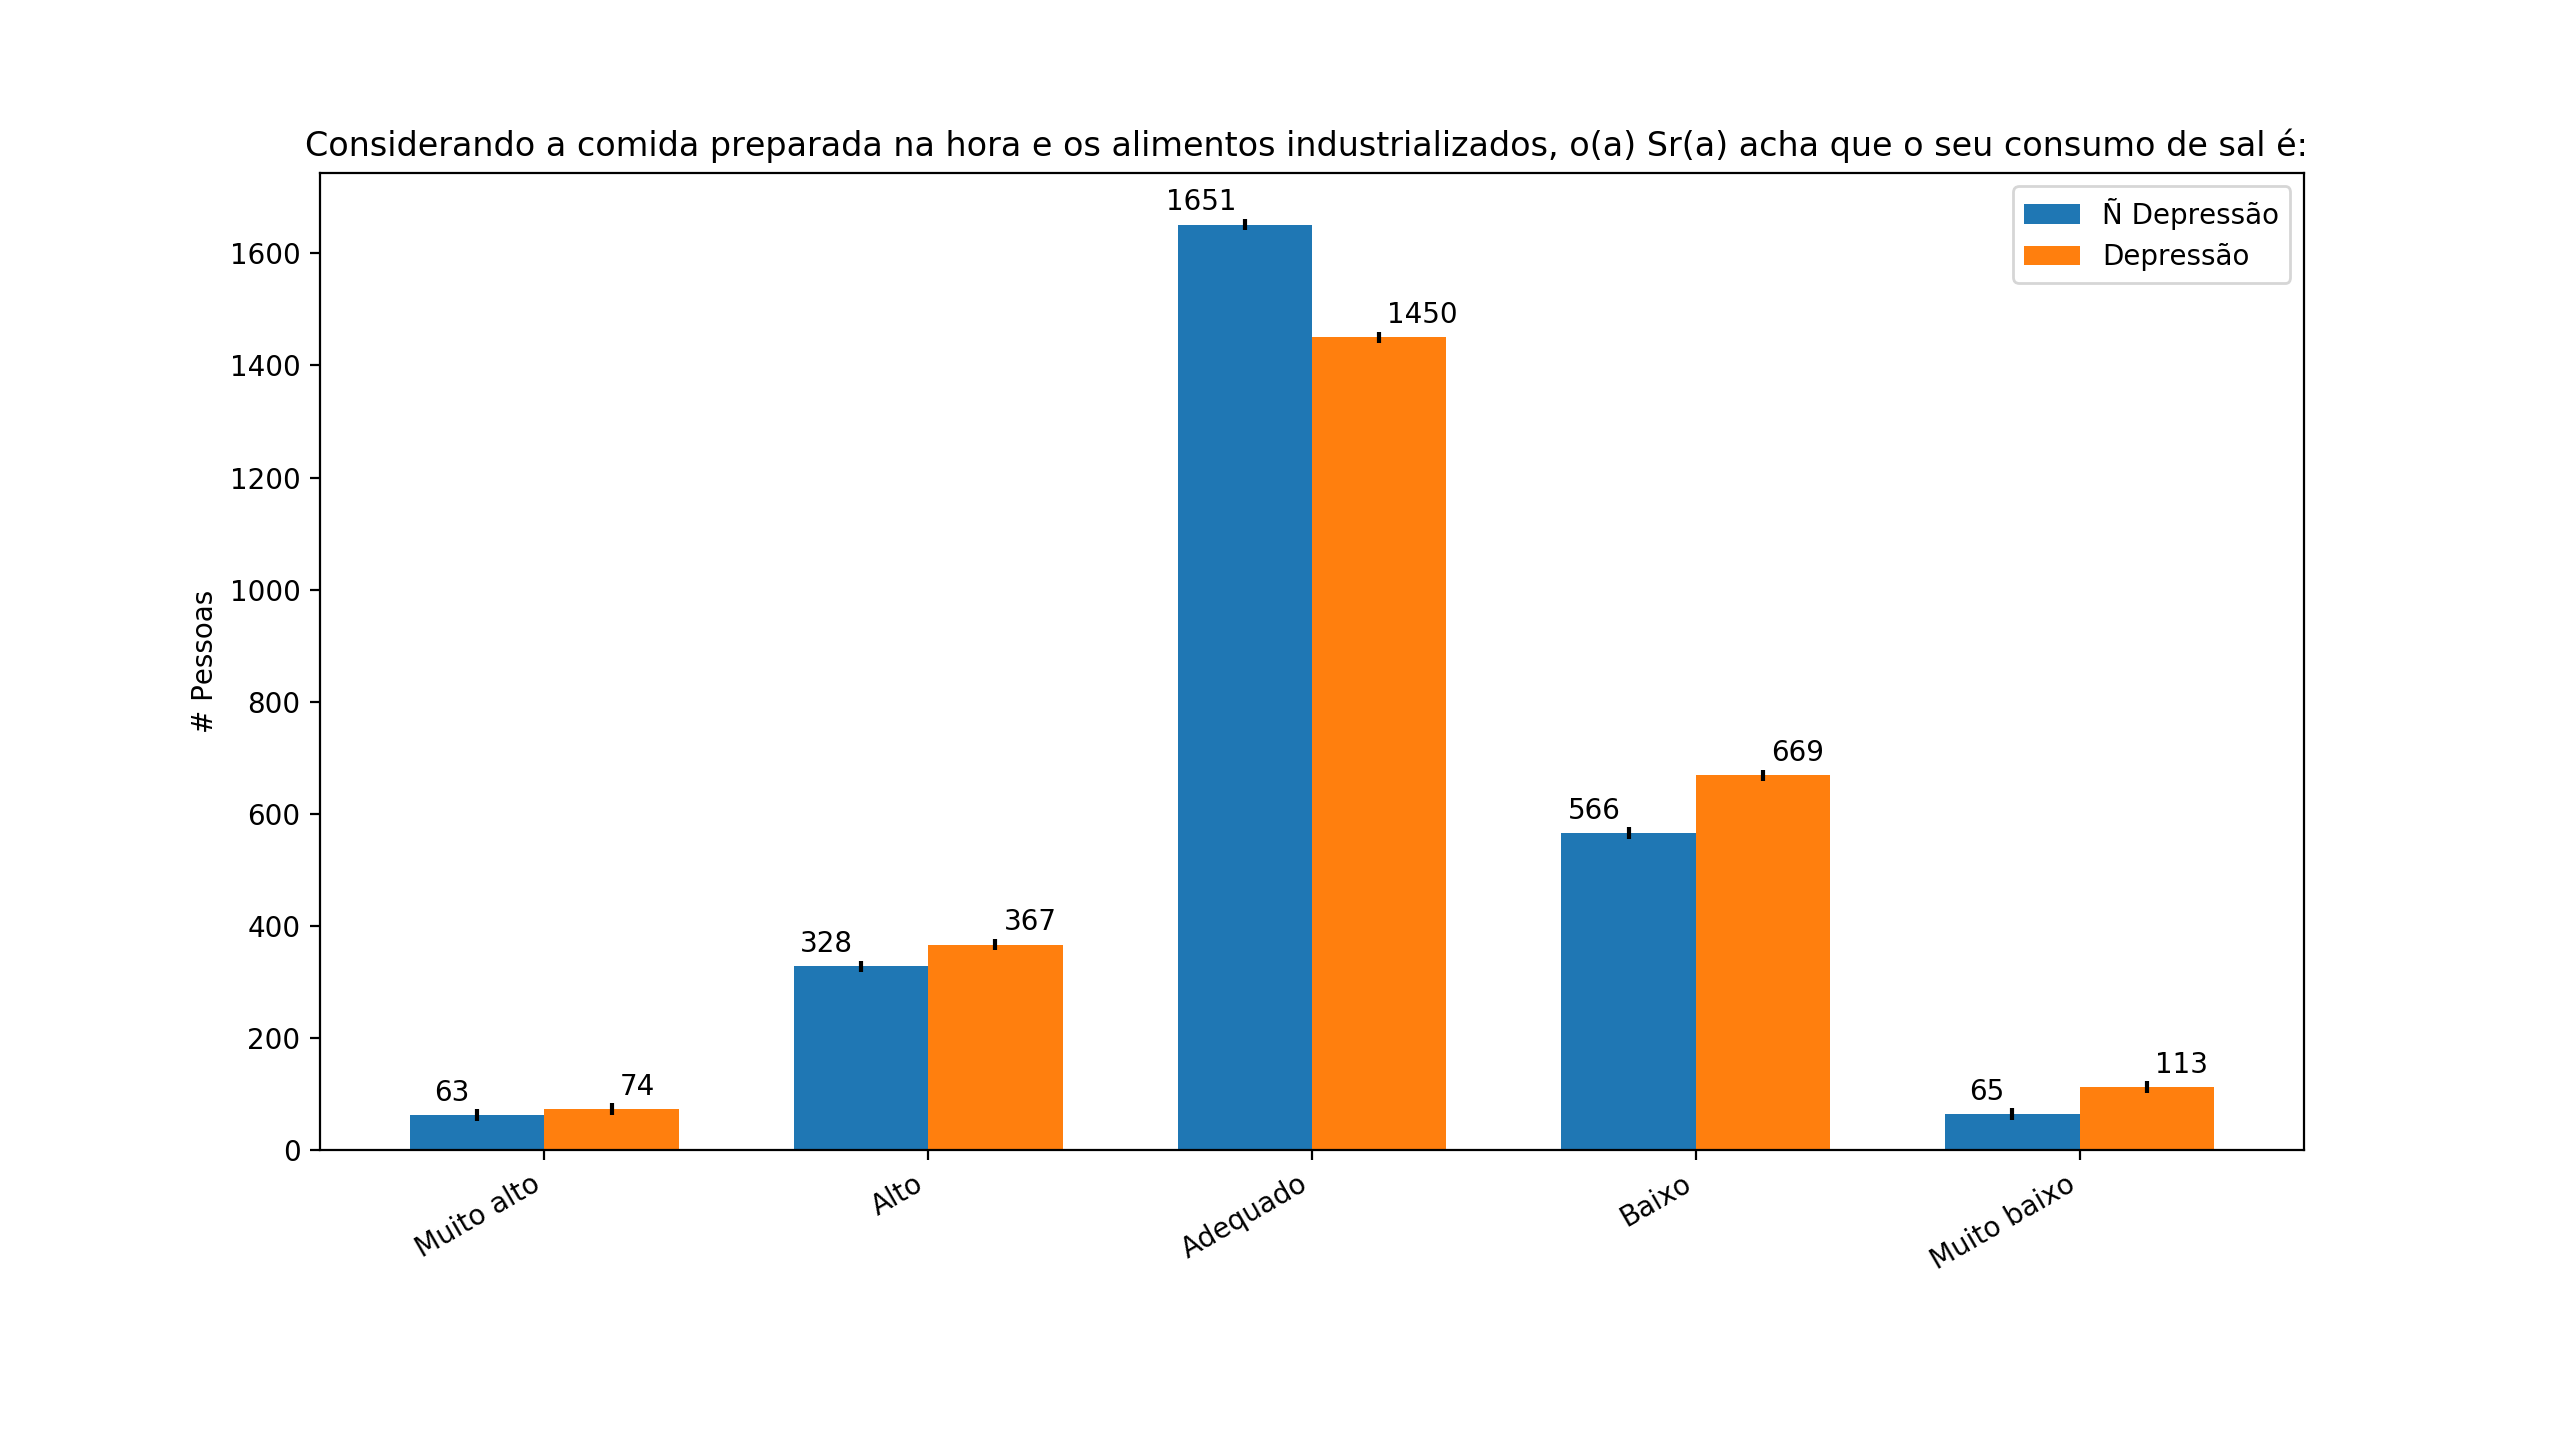 Considerando a comida preparada na hora e os alimentos industrializados, o(a) Sr(a) acha que o seu consumo de sal é:
Ñ Depressão
Depressão
# Pessoas
1600
1400
1200
1000
800
600
400
200
0
63
74
328
367
1651
1450
566
669
65
113
Muito alto
Alto
Adequado
Baixo
Muito baixo